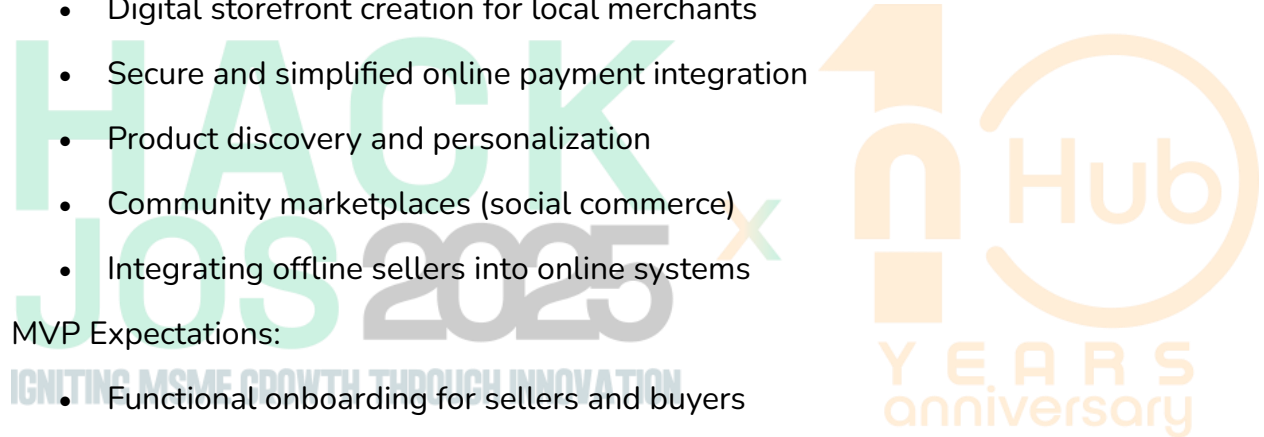 • Digital storefront creation for local merchants
HACK
• Secure and simplified online payment integration
• Product discovery and personalization
Hub
• Community marketplaces (social commerce)
x
n
JOS 2025
• Integrating offline sellers into online systems
MVP Expectations:
YEARS
IGNITING MSME GROWTH THROUGH INNOVATION
• Functional onboarding for sellers and buyers
anniversary
10